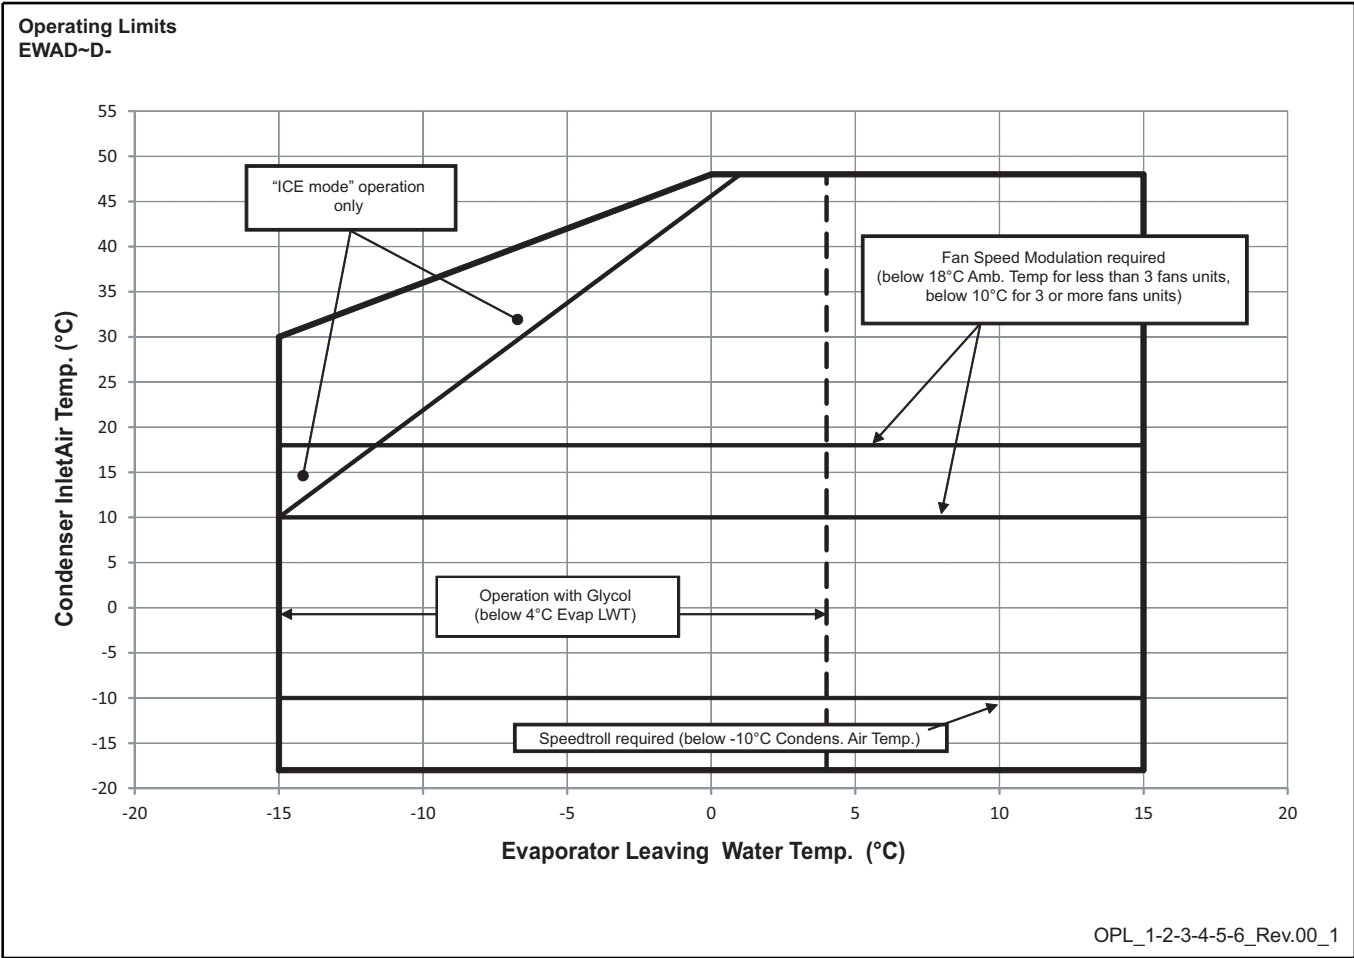 Operating Limits
EWAD~D-
55
50
45
40
35
30
25
20
15
10
5
0
-5
-10
-15
-20
Condenser InletAir Temp. (°C)
“ICE mode” operation
only
Fan Speed Modulation required
(below 18°C Amb. Temp for less than 3 fans units,
below 10°C for 3 or more fans units)
Operation with Glycol
(below 4°C Evap LWT)
Speedtroll required (below -10°C Condens. Air Temp.)
-20 -15 -10 -5 0 5 10 15 20
Evaporator Leaving Water Temp. (°C)
OPL_1-2-3-4-5-6_Rev.00_1